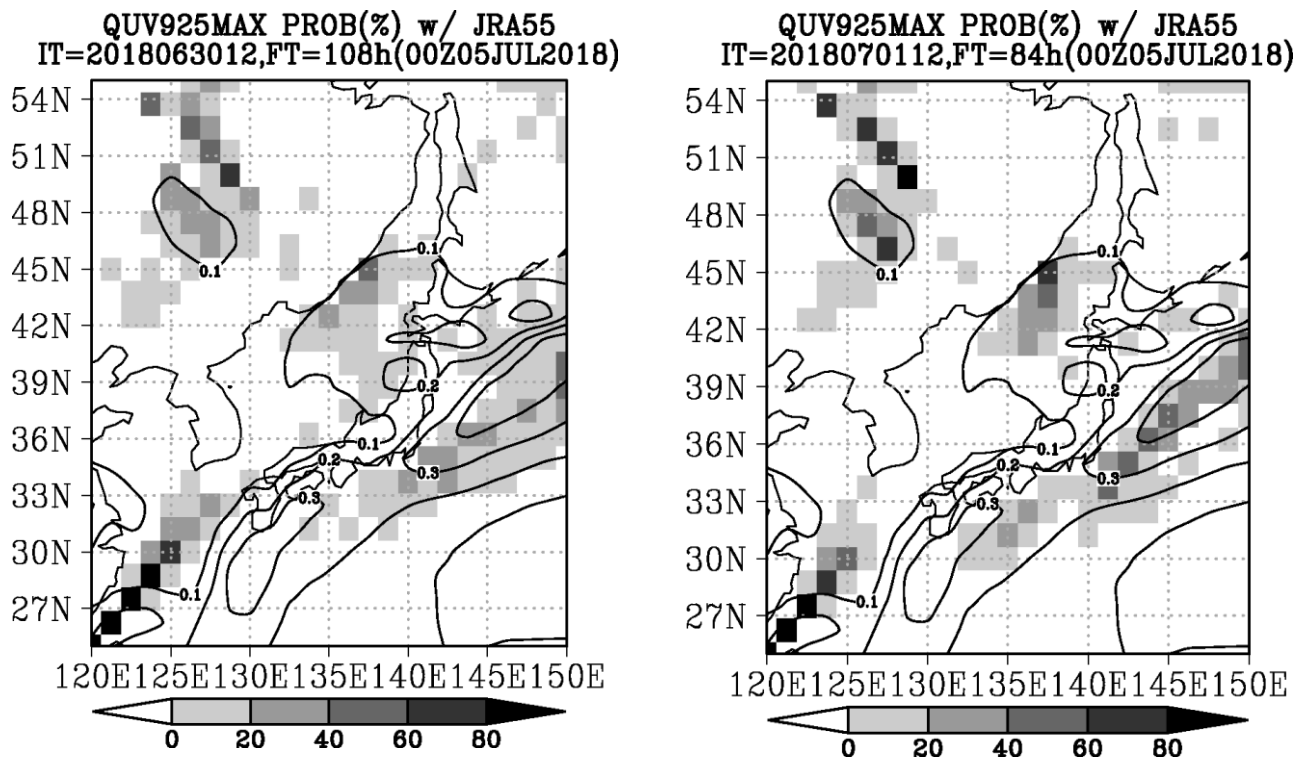 QUV925MAX PROB(%) w/ JRA55
IT=2018063012,FT=108h(00Z05JUL2018)
54N
51N
48N
0.1
45N
0.1
42N
39N
0.2
36N
0.1
0.2
0.3
33N
0.3
30N
0.1
27N
120E125E130E135E140E145E150E
0 20 40 60 80
QUV925MAX PROB(%) w/ JRA55
IT=2018070112,FT=84h(00Z05JUL2018)
54N
51N
48N
0.1
45N
0.1
42N
39N
0.2
36N
0.1
0.2
0.3
33N
0.3
30N
0.1
27N
120E125E130E135E140E145E150E
0 20 40 60 80